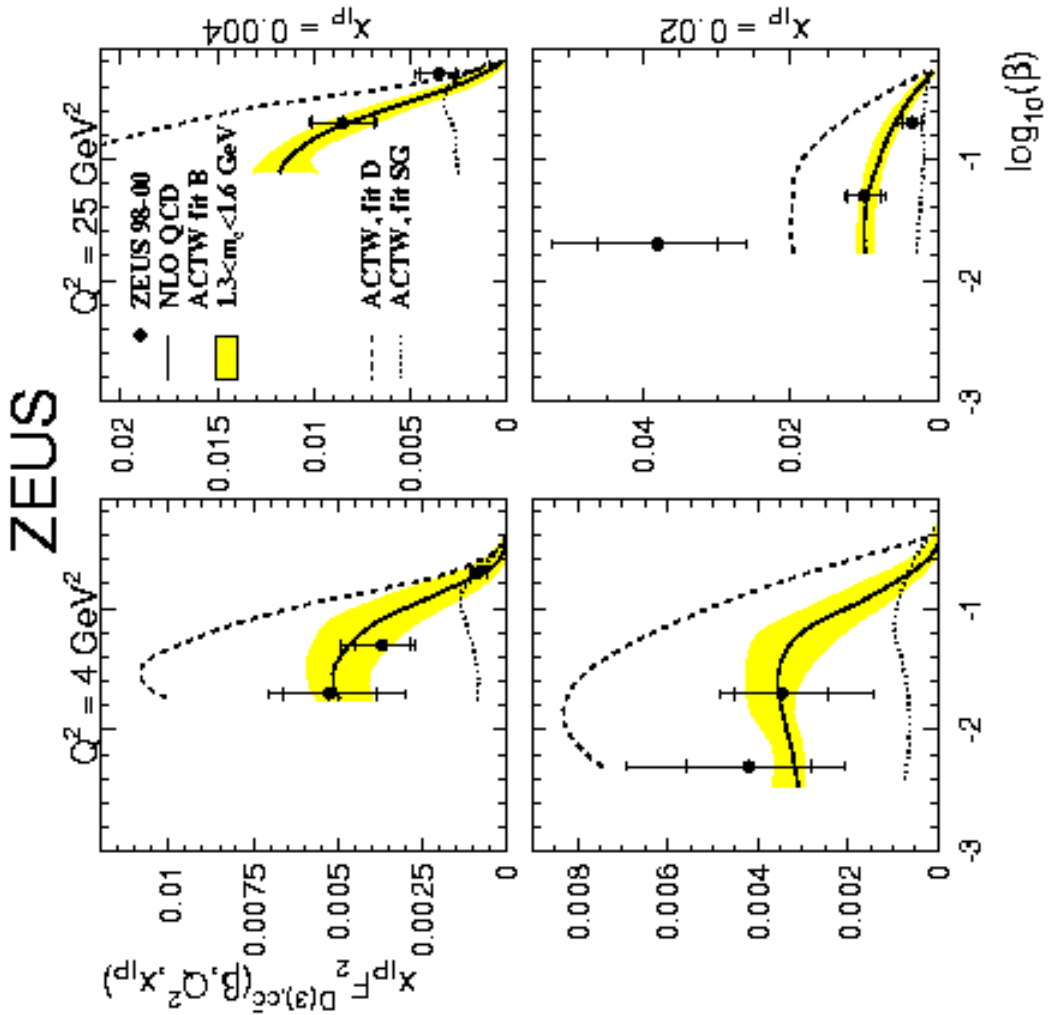 ZEUS
Q² = 4 GeV²
Q² = 25 GeV²
x_IP F₂^D(3),cc̄(β,Q²,x_IP)
0.01
0.0075
0.005
0.0025
0
0.02
0.015
0.01
0.005
0
x_IP = 0.004
ZEUS 98-00
NLO QCD
ACTW fit B
1.3<m_c<1.6 GeV
ACTW, fit D
ACTW, fit SG
0.008
0.006
0.004
0.002
0
-3
-2
-1
0.04
0.02
0
-3
-2
-1
x_IP = 0.02
log₁₀(β)